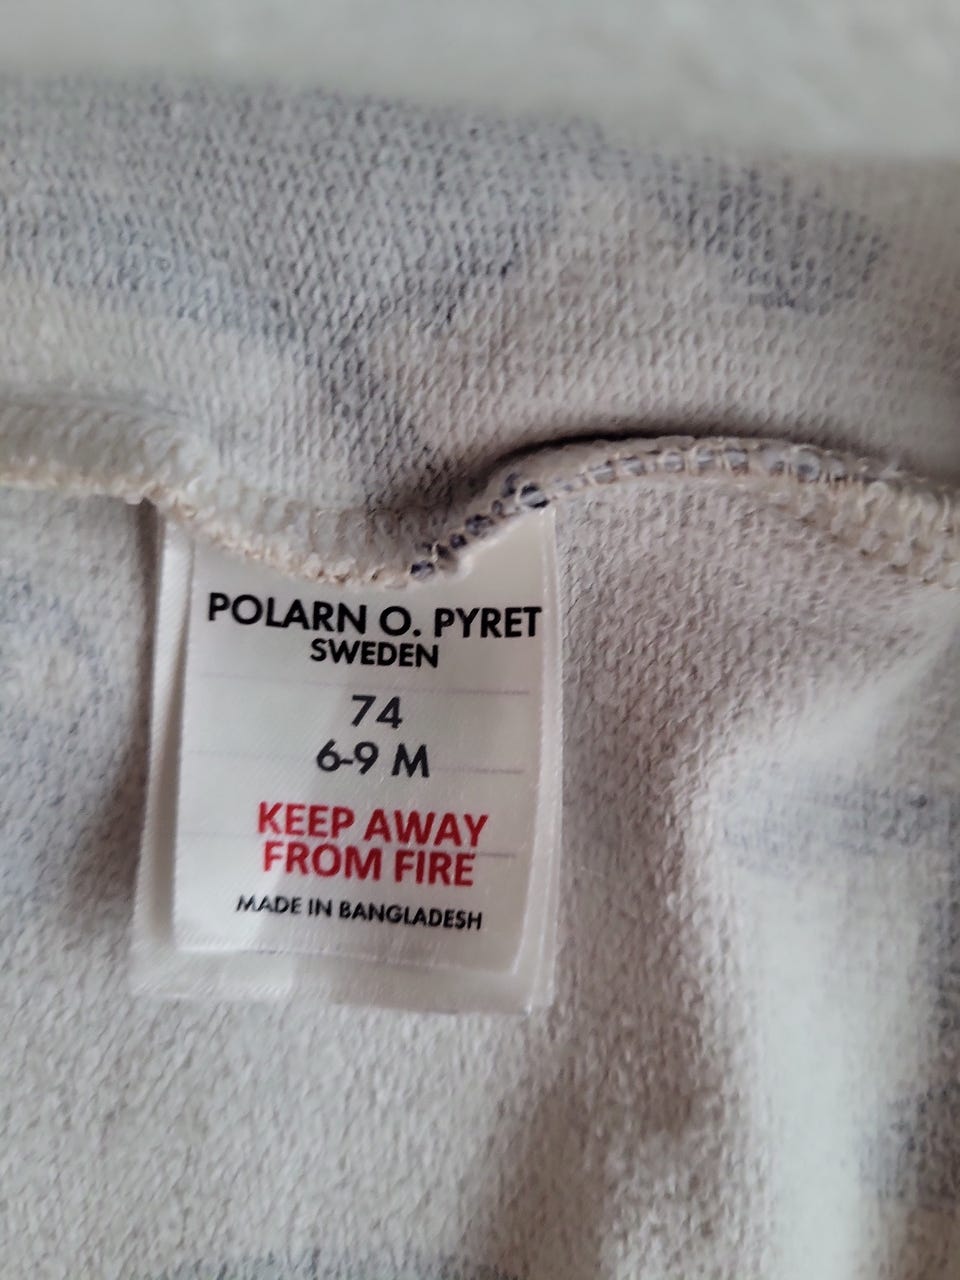 POLARN O. PYRET
SWEDEN
74
6-9 M
KEEP AWAY
FROM FIRE
MADE IN BANGLADESH